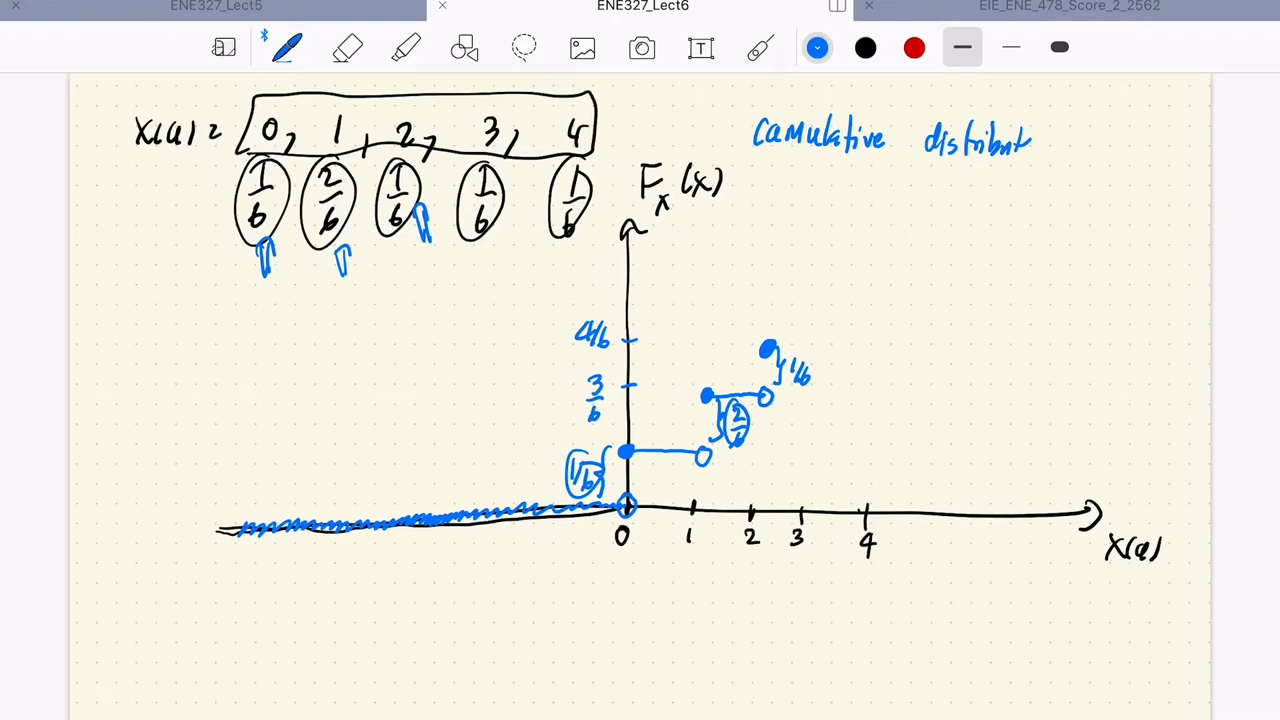 ENE327_Lect5 ENE327_Lect6 EIE_ENE_478_Score_2_2562
T
X(a) = 0, 1, 2, 3, 4
1/6 2/6 1/6 1/6 1/6
camulative distribut
Fx(x)
4/6
1/6
3/6
2/6
1/6
0 1 2 3 4
X(a)